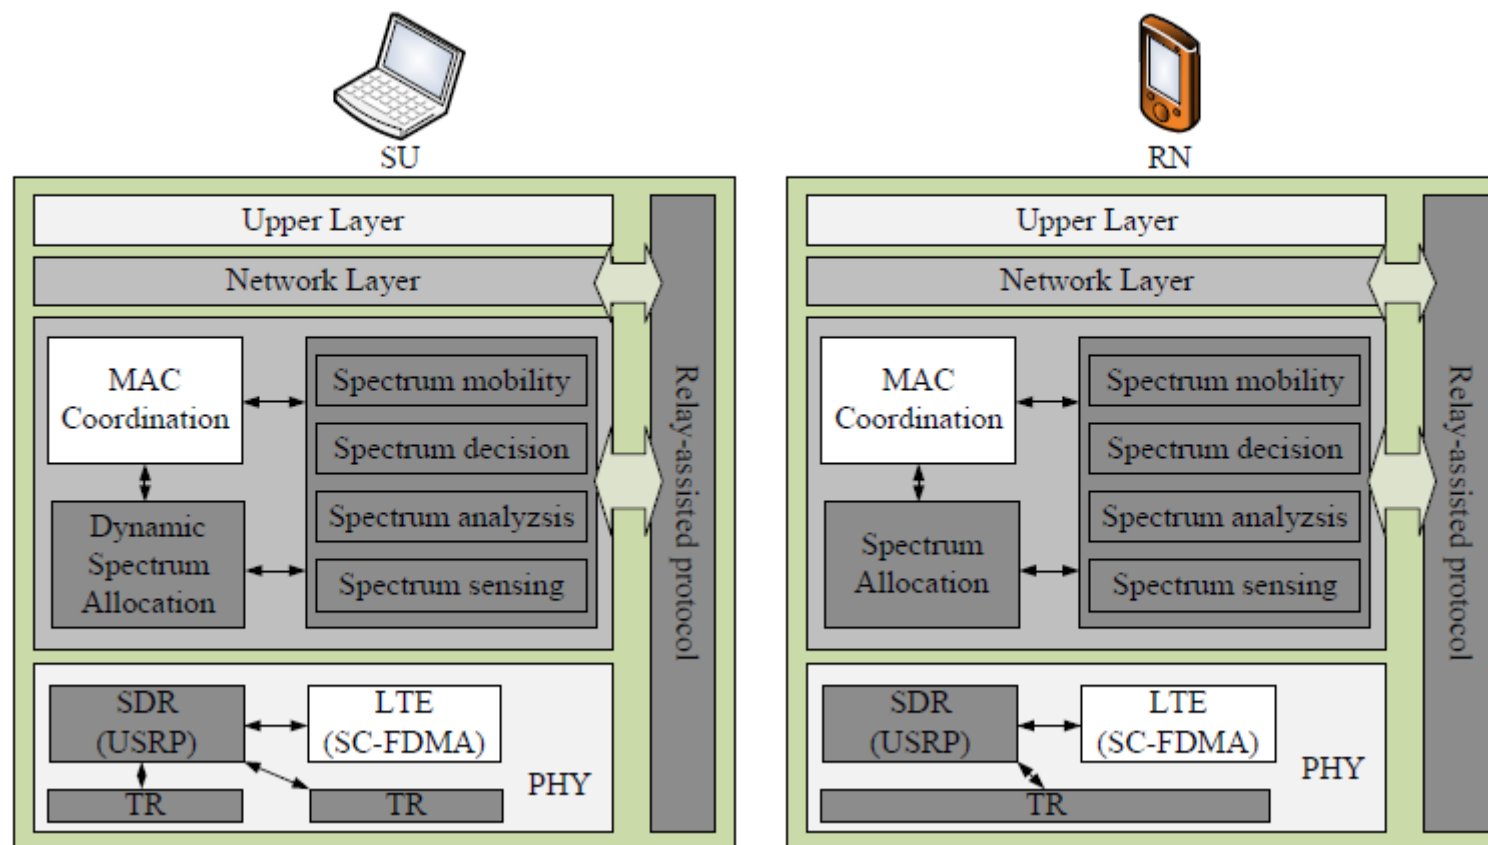 SU
Upper Layer
Network Layer
MAC
Coordination
Dynamic
Spectrum
Allocation
Spectrum mobility
Spectrum decision
Spectrum analyzsis
Spectrum sensing
Relay-assisted protocol
SDR
(USRP)
LTE
(SC-FDMA)
TR
TR
PHY
RN
Upper Layer
Network Layer
MAC
Coordination
Spectrum
Allocation
Spectrum mobility
Spectrum decision
Spectrum analyzsis
Spectrum sensing
Relay-assisted protocol
SDR
(USRP)
LTE
(SC-FDMA)
TR
PHY